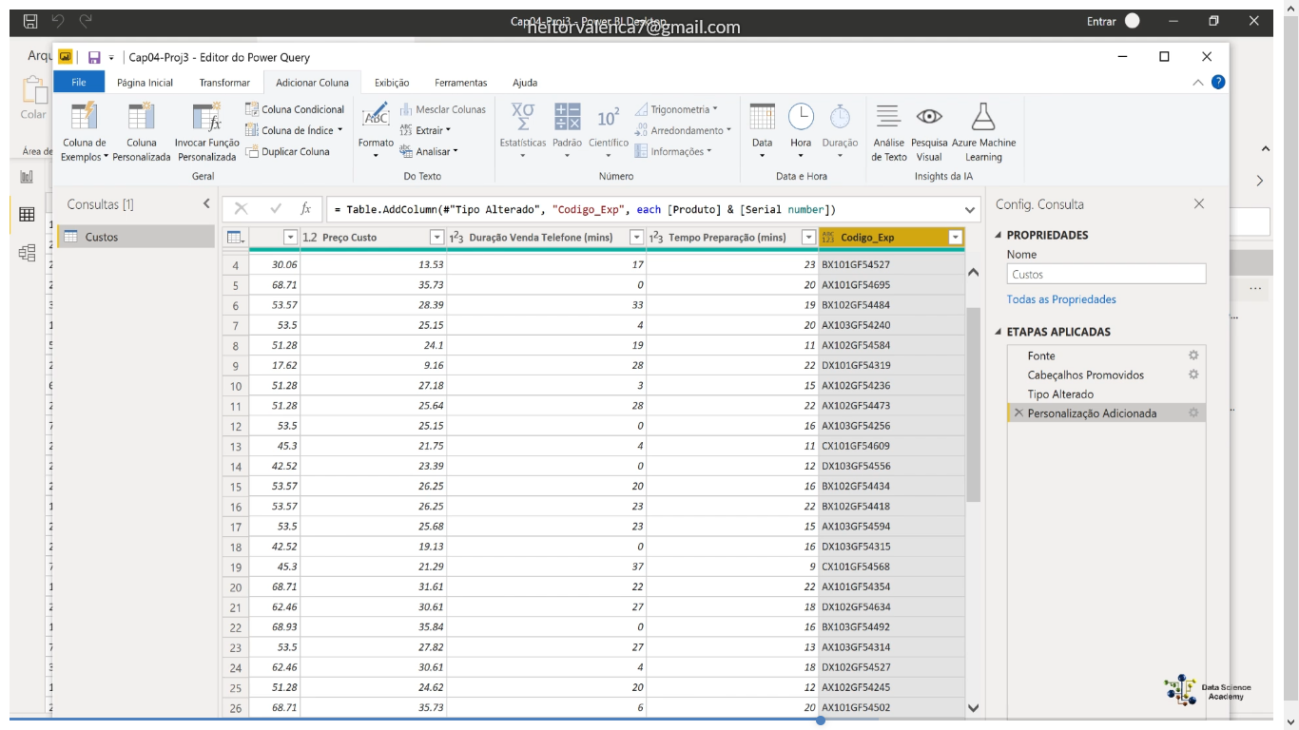 Cap04-Proj3 - Power BI Desktop
heitorvalenca7@gmail.com
Entrar
Arqu
Cap04-Proj3 - Editor do Power Query
File Página Inicial Transformar Adicionar Coluna Exibição Ferramentas Ajuda
Colar
Área de
Coluna de Exemplos
Coluna Personalizada
Invocar Função Personalizada
Coluna Condicional
Coluna de Índice
Duplicar Coluna
Geral
Formato
Mesclar Colunas
Extrair
Analisar
Do Texto
Estatísticas
Padrão
Científico
Trigonometria
Arredondamento
Informações
Número
Data
Hora
Duração
Data e Hora
Análise de Texto
Pesquisa Visual
Azure Machine Learning
Insights da IA
Consultas [1]
Custos
fx = Table.AddColumn(#"Tipo Alterado", "Codigo_Exp", each [Produto] & [Serial number])
1.2 Preço Custo 1²3 Duração Venda Telefone (mins) 1²3 Tempo Preparação (mins) ABC 123 Codigo_Exp
4 30.06 13.53 17 23 BX101GF54527
5 68.71 35.73 0 20 AX101GF54695
6 53.57 28.39 33 19 BX102GF54484
7 53.5 25.15 4 20 AX103GF54240
8 51.28 24.1 19 11 AX102GF54584
9 17.62 9.16 28 22 DX101GF54319
10 51.28 27.18 3 15 AX102GF54236
11 51.28 25.64 28 22 AX102GF54473
12 53.5 25.15 0 16 AX103GF54256
13 45.3 21.75 4 11 CX101GF54609
14 42.52 23.39 0 12 DX103GF54556
15 53.57 26.25 20 16 BX102GF54434
16 53.57 26.25 23 22 BX102GF54418
17 53.5 25.68 23 15 AX103GF54594
18 42.52 19.13 0 16 DX103GF54315
19 45.3 21.29 37 9 CX101GF54568
20 68.71 31.61 22 22 AX101GF54354
21 62.46 30.61 27 18 DX102GF54634
22 68.93 35.84 0 16 BX103GF54492
23 53.5 27.82 27 13 AX103GF54314
24 62.46 30.61 4 18 DX102GF54527
25 51.28 24.62 20 12 AX102GF54245
26 68.71 35.73 6 20 AX101GF54502
Config. Consulta
PROPRIEDADES
Nome
Custos
Todas as Propriedades
ETAPAS APLICADAS
Fonte
Cabeçalhos Promovidos
Tipo Alterado
Personalização Adicionada
Data Science
Academy